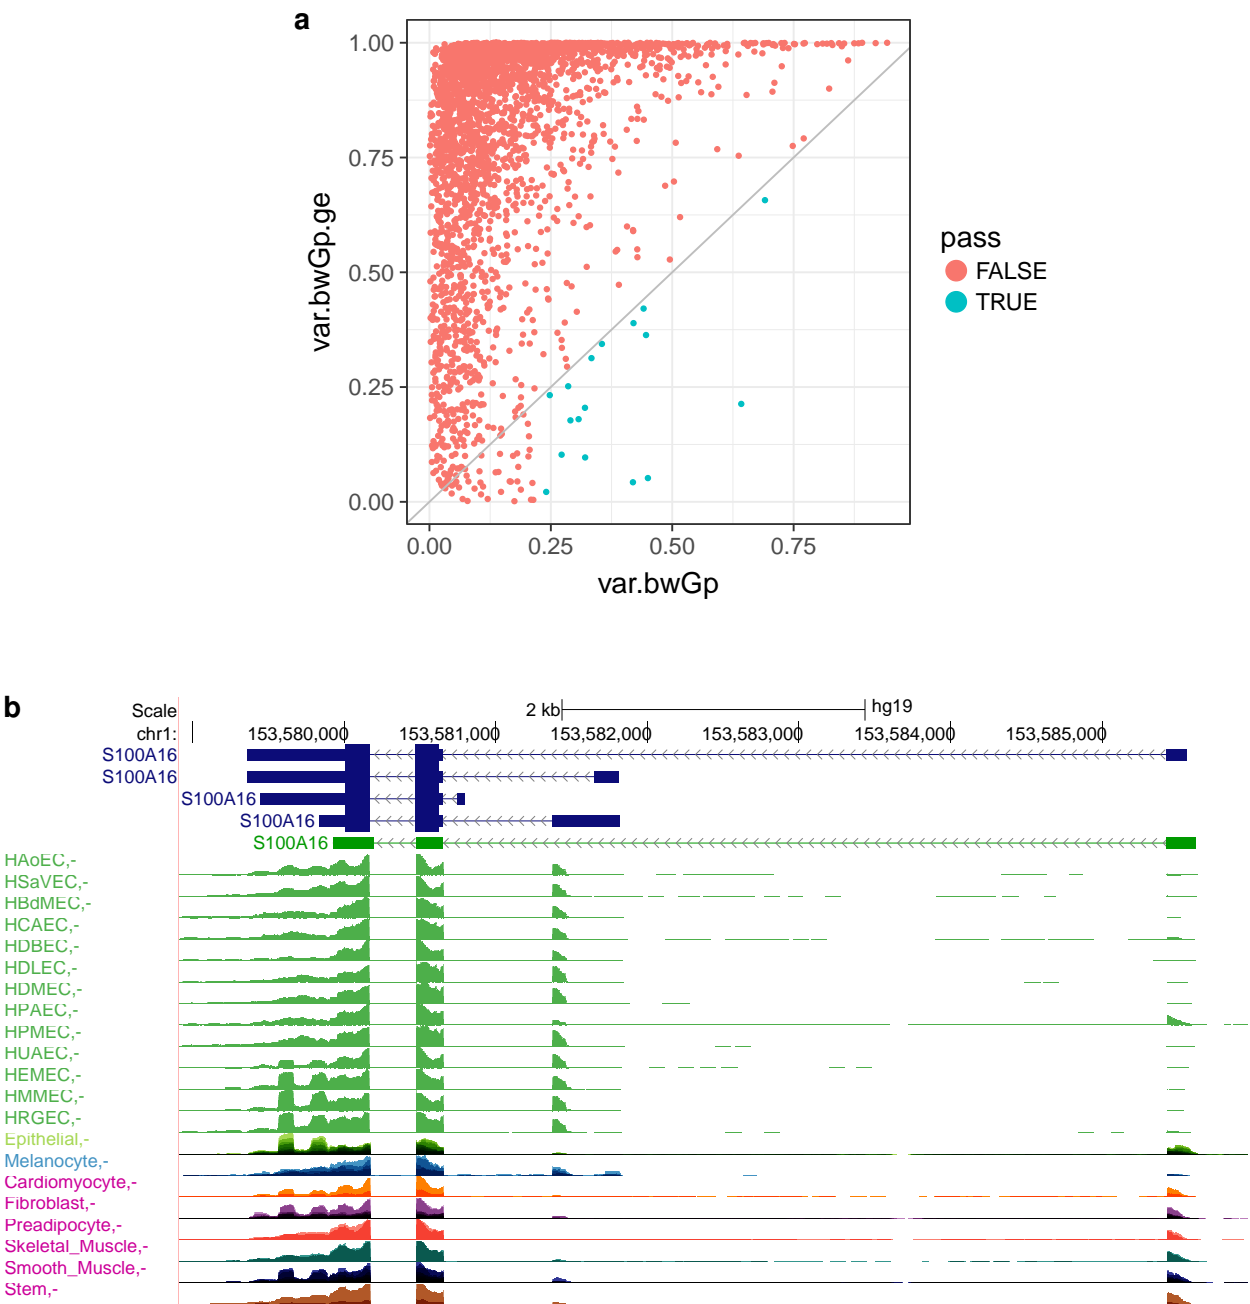 a
1.00
0.75
0.50
0.25
0.00
var.bwGp.ge
0.00 0.25 0.50 0.75
var.bwGp
pass
FALSE
TRUE
b
Scale 2 kb hg19
chr1: 153,580,000 153,581,000 153,582,000 153,583,000 153,584,000 153,585,000
S100A16
S100A16
S100A16
S100A16
S100A16
HAoEC,-
HSaVEC,-
HBdMEC,-
HCAEC,-
HDBEC,-
HDLEC,-
HDMEC,-
HPAEC,-
HPMEC,-
HUAEC,-
HEMEC,-
HMMEC,-
HRGEC,-
Epithelial,-
Melanocyte,-
Cardiomyocyte,-
Fibroblast,-
Preadipocyte,-
Skeletal_Muscle,-
Smooth_Muscle,-
Stem,-